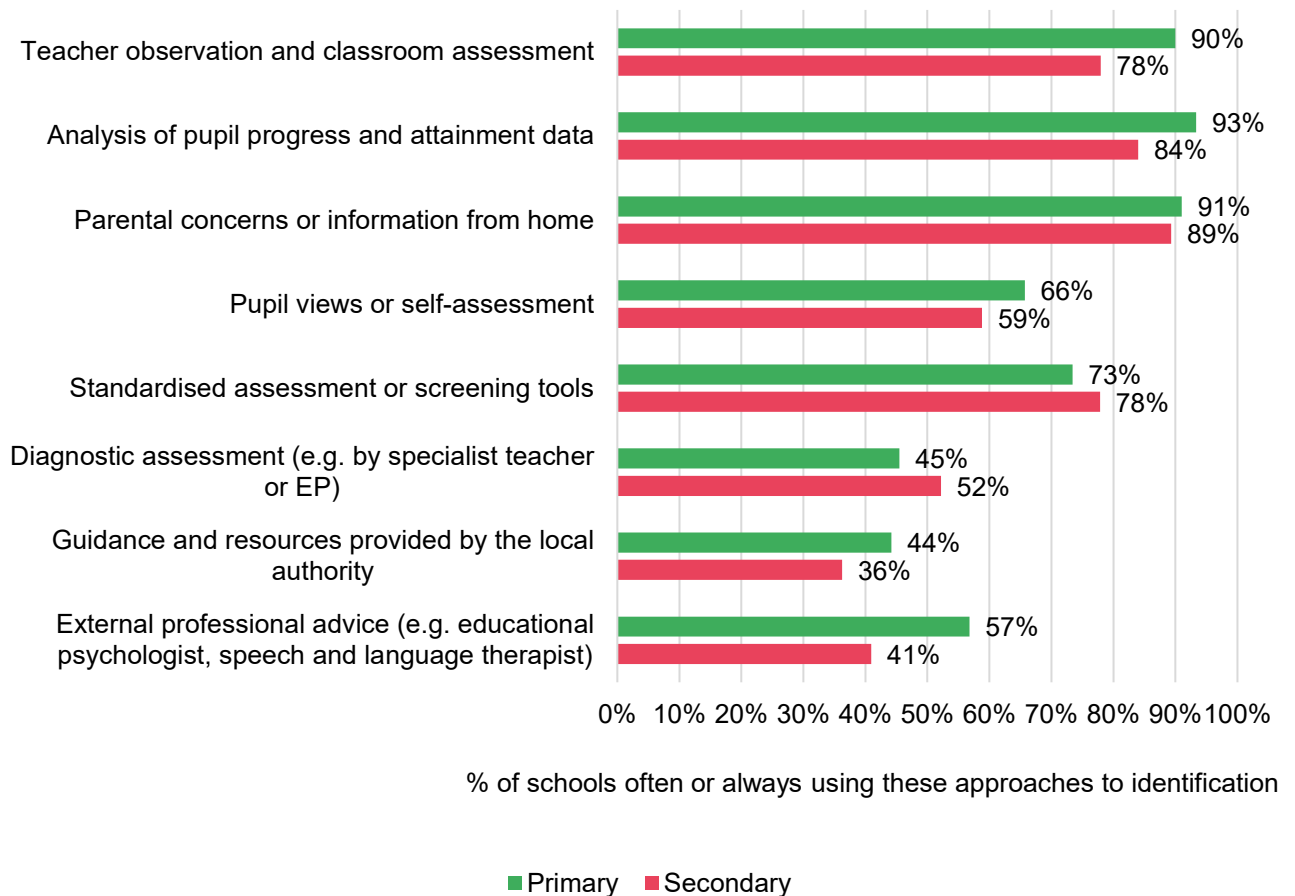 Teacher observation and classroom assessment
90%
78%
Analysis of pupil progress and attainment data
93%
84%
Parental concerns or information from home
91%
89%
Pupil views or self-assessment
66%
59%
Standardised assessment or screening tools
73%
78%
Diagnostic assessment (e.g. by specialist teacher
or EP)
45%
52%
Guidance and resources provided by the local
authority
44%
36%
External professional advice (e.g. educational
psychologist, speech and language therapist)
57%
41%
0% 10% 20% 30% 40% 50% 60% 70% 80% 90% 100%
% of schools often or always using these approaches to identification
Primary Secondary